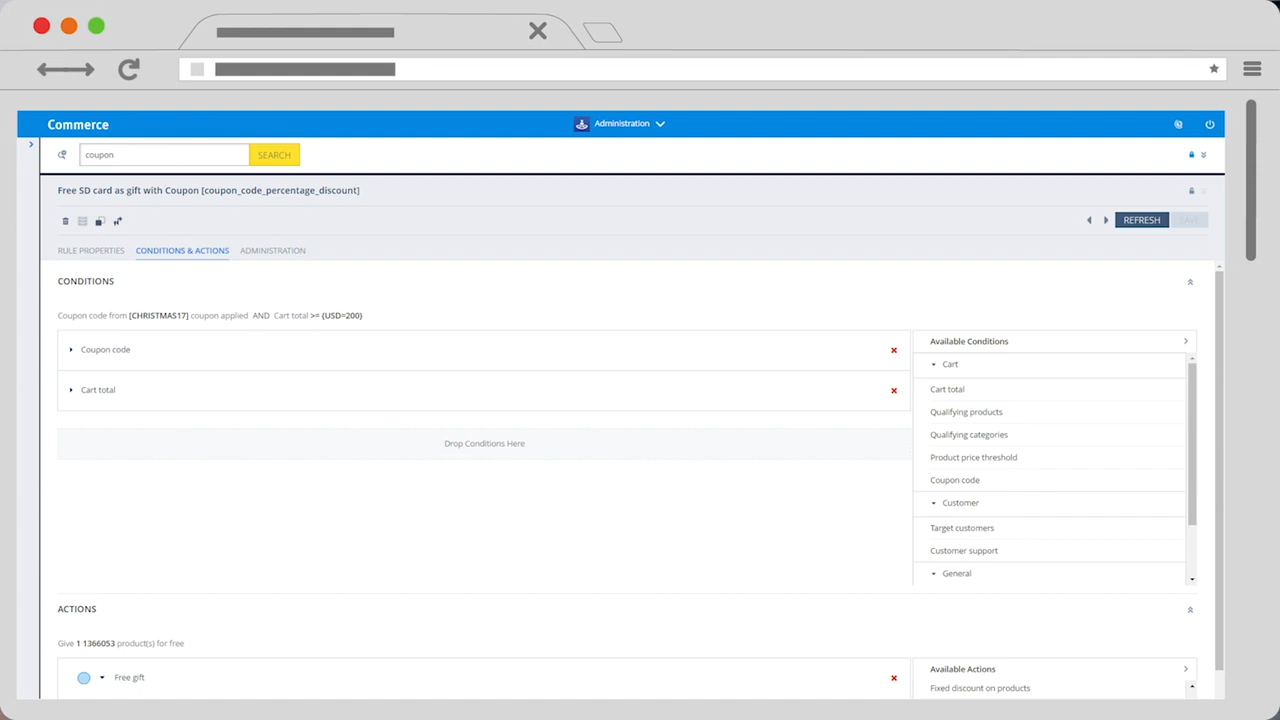 Commerce
Administration
coupon
SEARCH
Free SD card as gift with Coupon [coupon_code_percentage_discount]
REFRESH
SAVE
RULE PROPERTIES
CONDITIONS & ACTIONS
ADMINISTRATION
CONDITIONS
Coupon code from [CHRISTMAS17] coupon applied AND Cart total >= (USD=200)
Coupon code
Cart total
Drop Conditions Here
Available Conditions
Cart
Cart total
Qualifying products
Qualifying categories
Product price threshold
Coupon code
Customer
Target customers
Customer support
General
ACTIONS
Give 1 1366053 product(s) for free
Free gift
Available Actions
Fixed discount on products